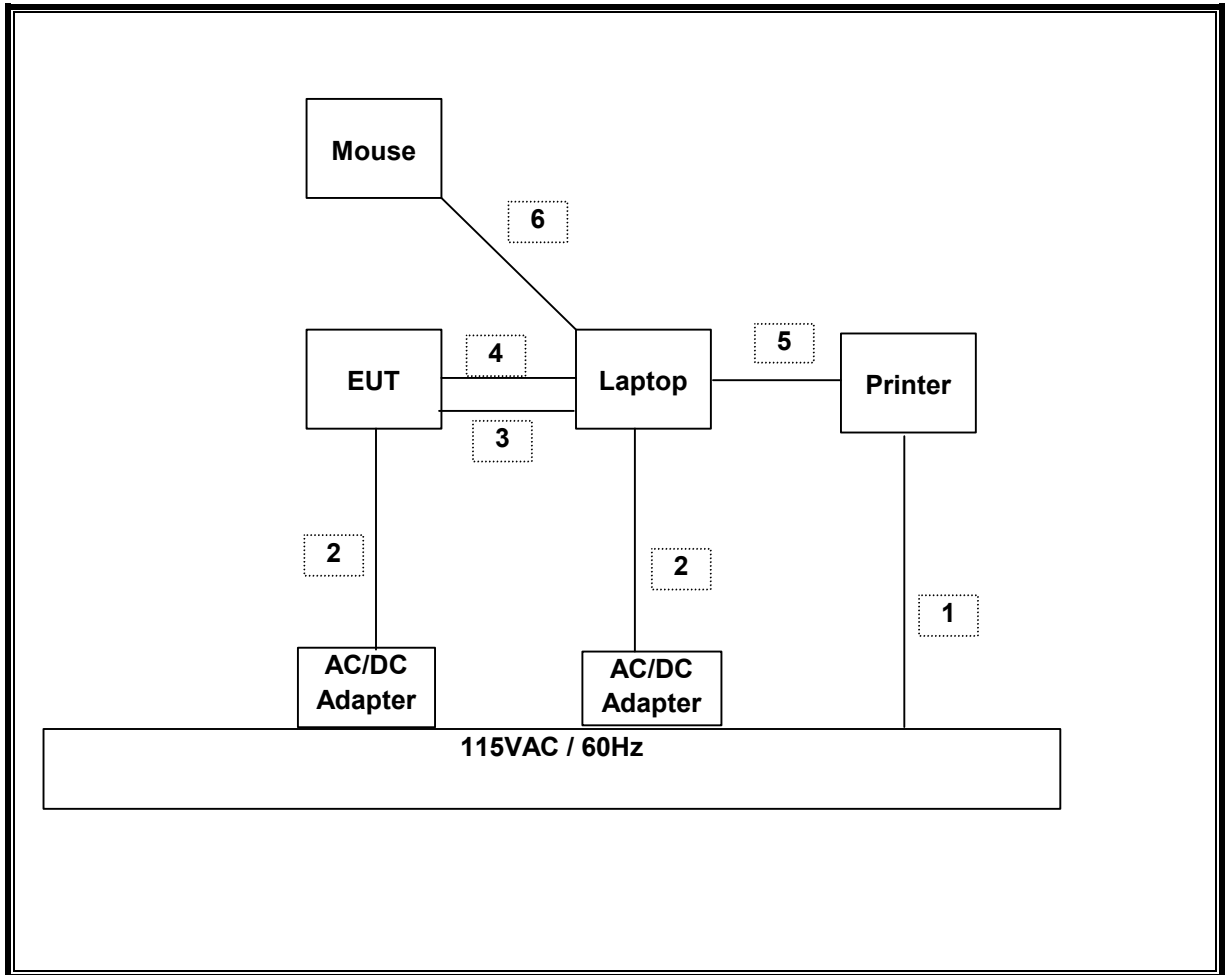 Mouse
6
EUT
4
3
Laptop
5
Printer
2
2
1
AC/DC
Adapter
AC/DC
Adapter
115VAC / 60Hz